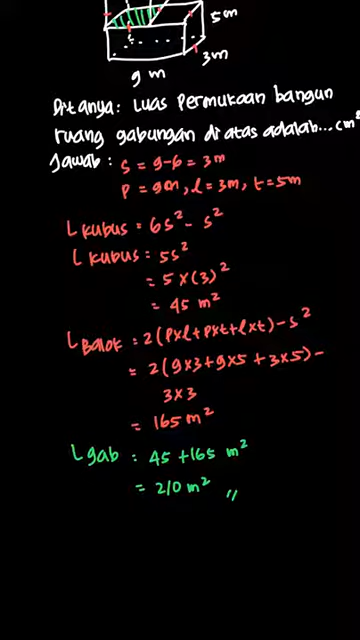 5m
3m
9 m
Ditanya: Luas permukaan bangun
ruang gabungan di atas adalah... cm²
Jawab : s = 9-6 = 3m
p = 9m, l = 3m, t = 5m
L kubus = 6s² - s²
L kubus : 5s²
= 5 x (3)²
= 45 m²
L Balok : 2(pxl+pxt+lxt) - s²
= 2(9x3+9x5+3x5) -
3x3
= 165 m²
L gab : 45 + 165 m²
= 210 m² //